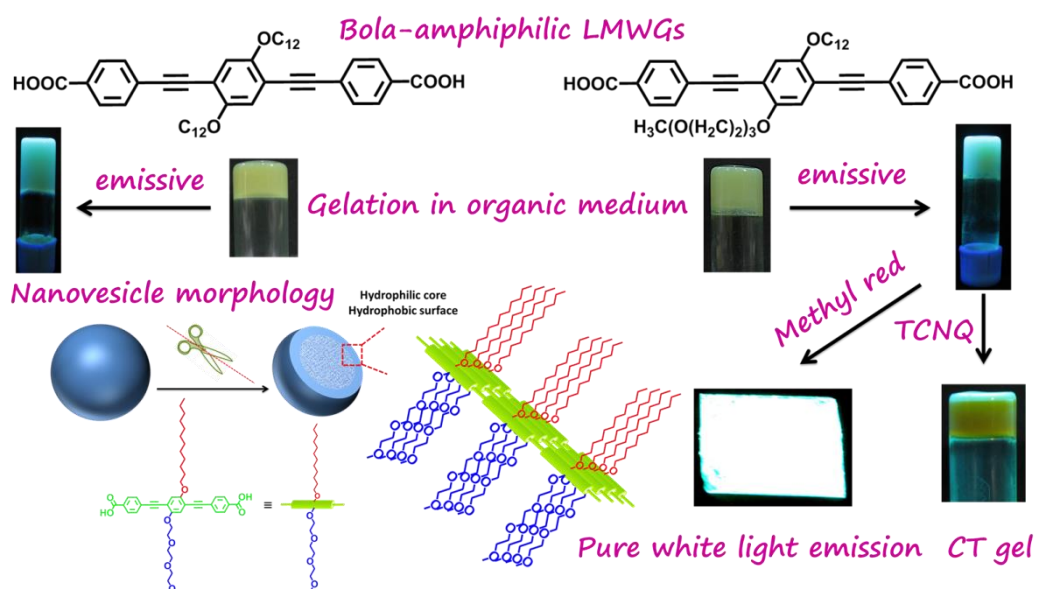 Bola-amphiphilic LMWGs
OC12
HOOC
COOH
C12O
OC12
HOOC
COOH
H3C(O(H2C)2)3O
emissive
Gelation in organic medium
emissive
Nanovesicle morphology
Hydrophilic core
Hydrophobic surface
Methyl red
TCNQ
O
HO
O
OH
O
O
≡
O
O
O
O
O
O
O
O
Pure white light emission
CT gel